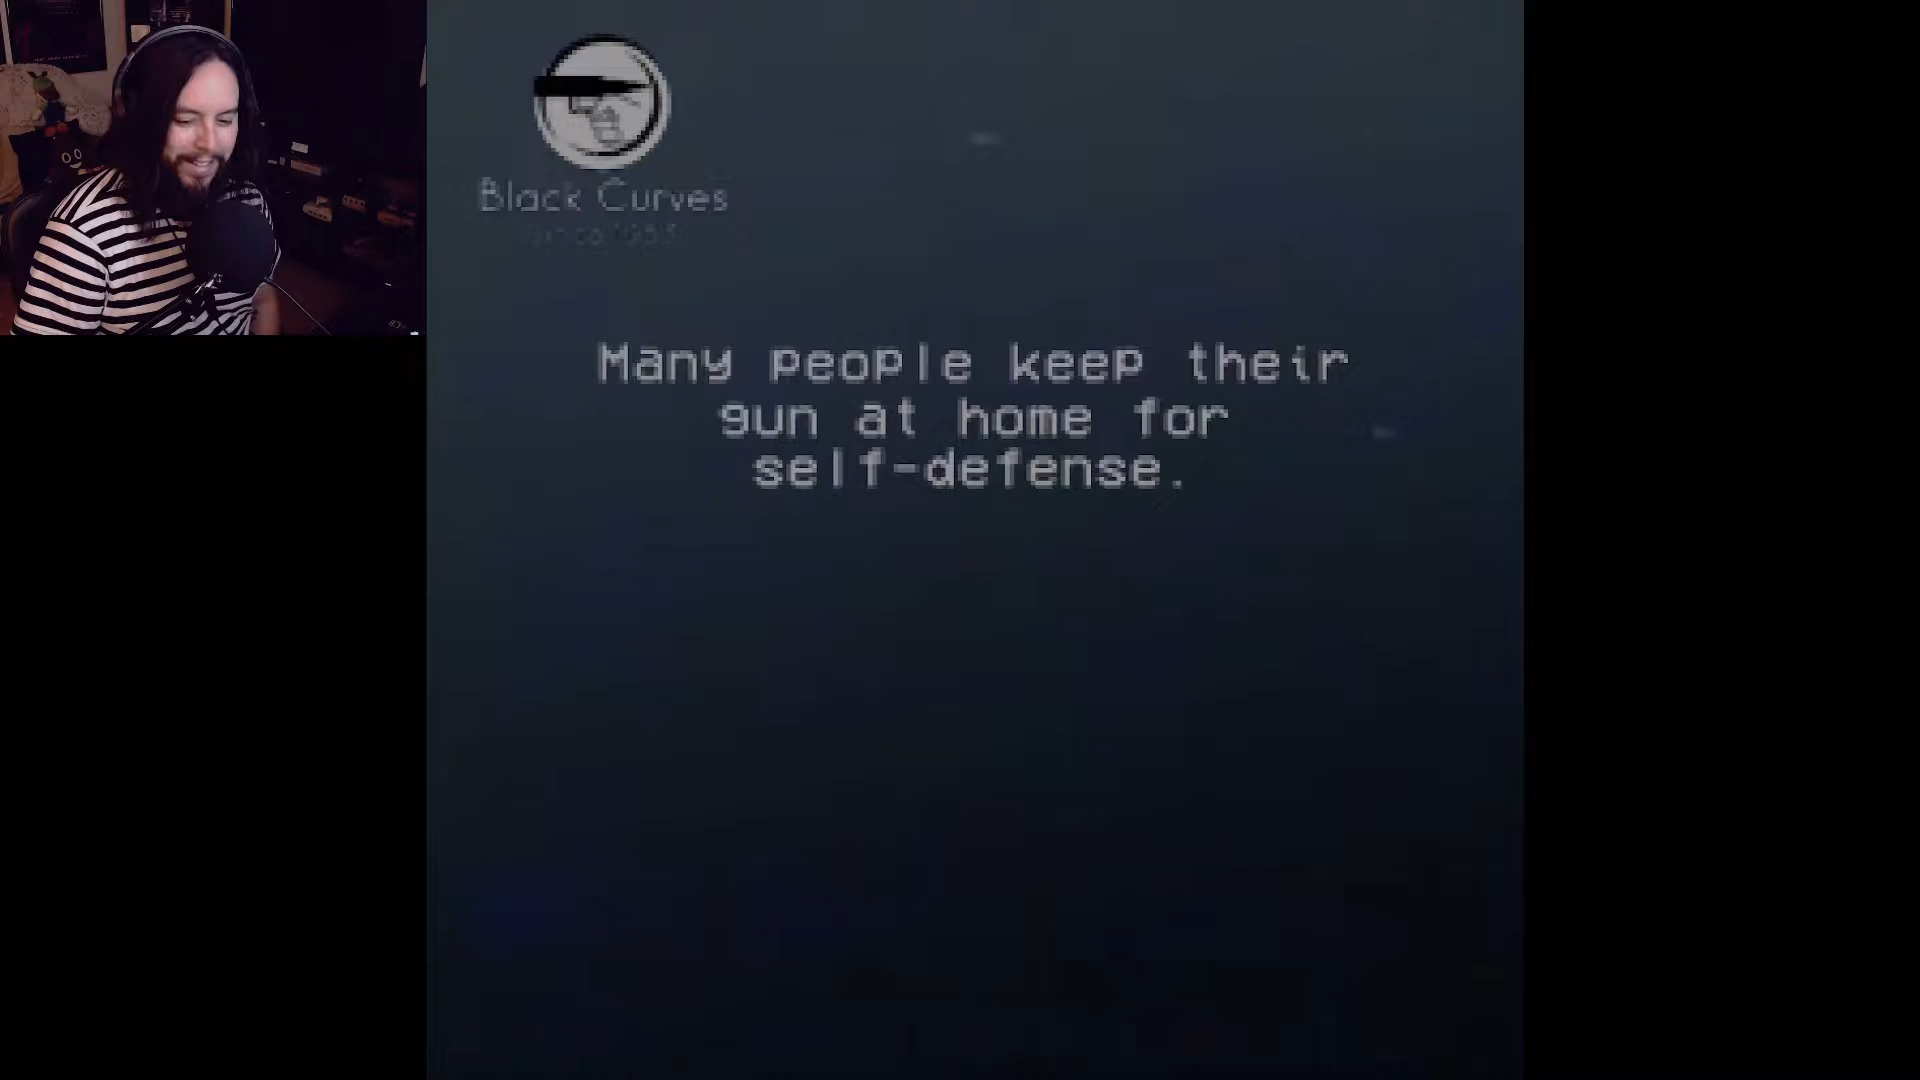 Black Curves
Many people keep their
gun at home for
self-defense.